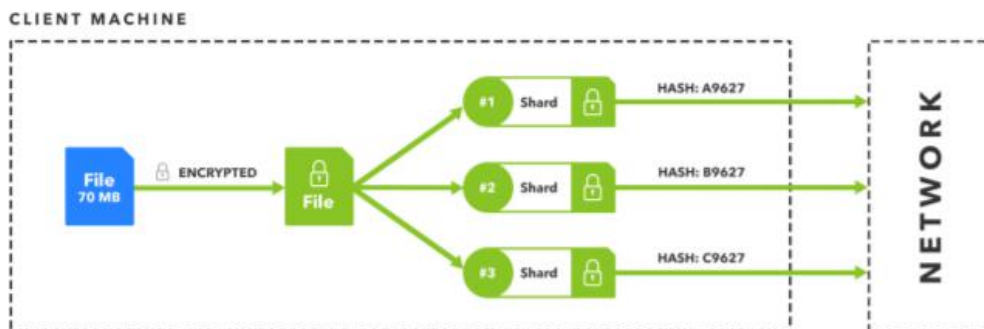 CLIENT MACHINE
File
70 MB
ENCRYPTED
File
#1 Shard
HASH: A9627
#2 Shard
HASH: B9627
#3 Shard
HASH: C9627
NETWORK